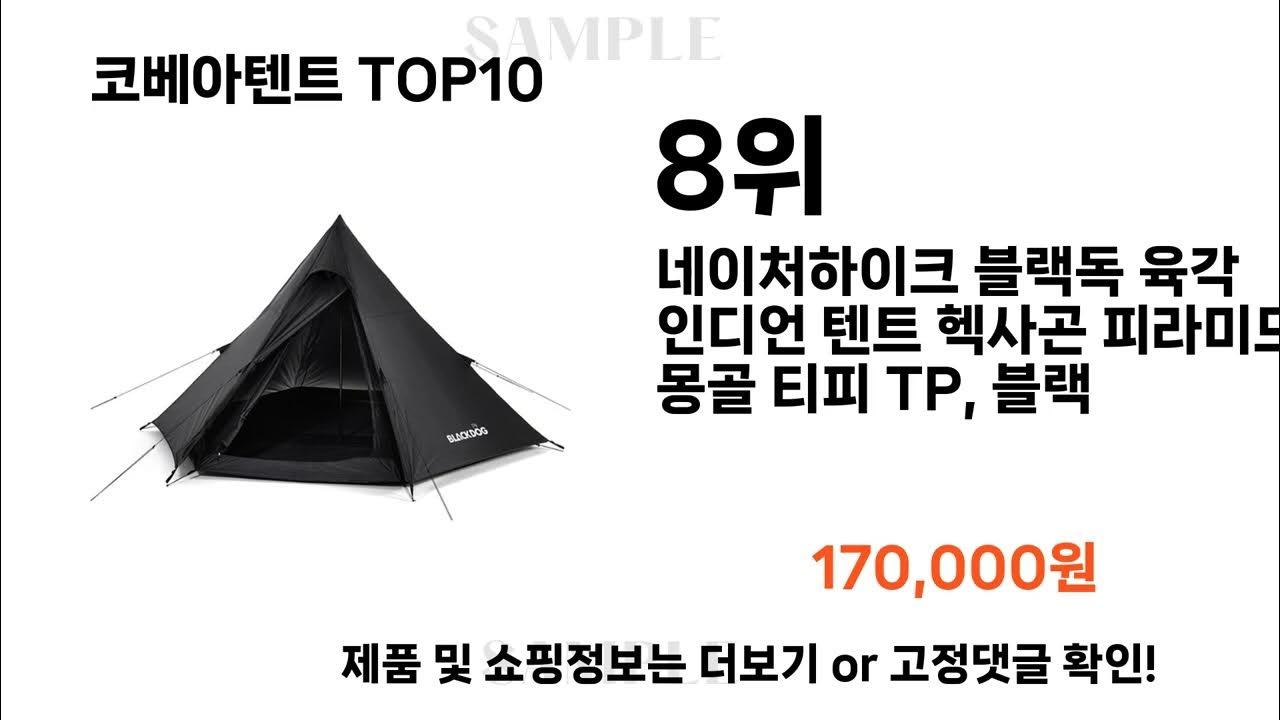 SAMPLE
코베아텐트 TOP10
8위
네이처하이크 블랙독 육각
인디언 텐트 헥사곤 피라미드
몽골 티피 TP, 블랙
BLACKDOG
170,000원
SAMPLE
제품 및 쇼핑정보는 더보기 or 고정댓글 확인!